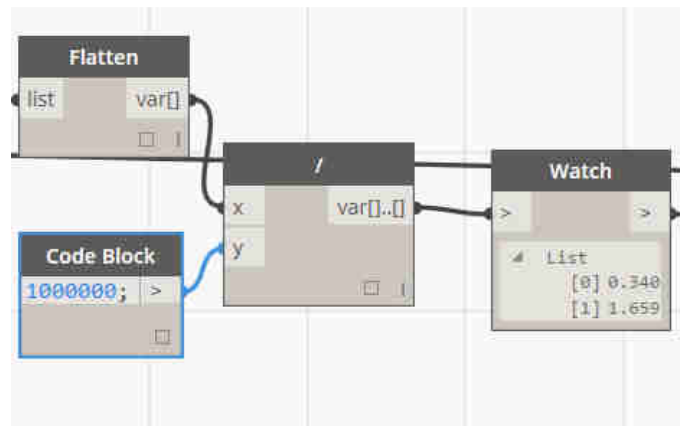 Flatten
list var[]
/
x var[]..[]
y
Code Block
1000000; >
Watch
> >
List
[0] 0.340
[1] 1.659